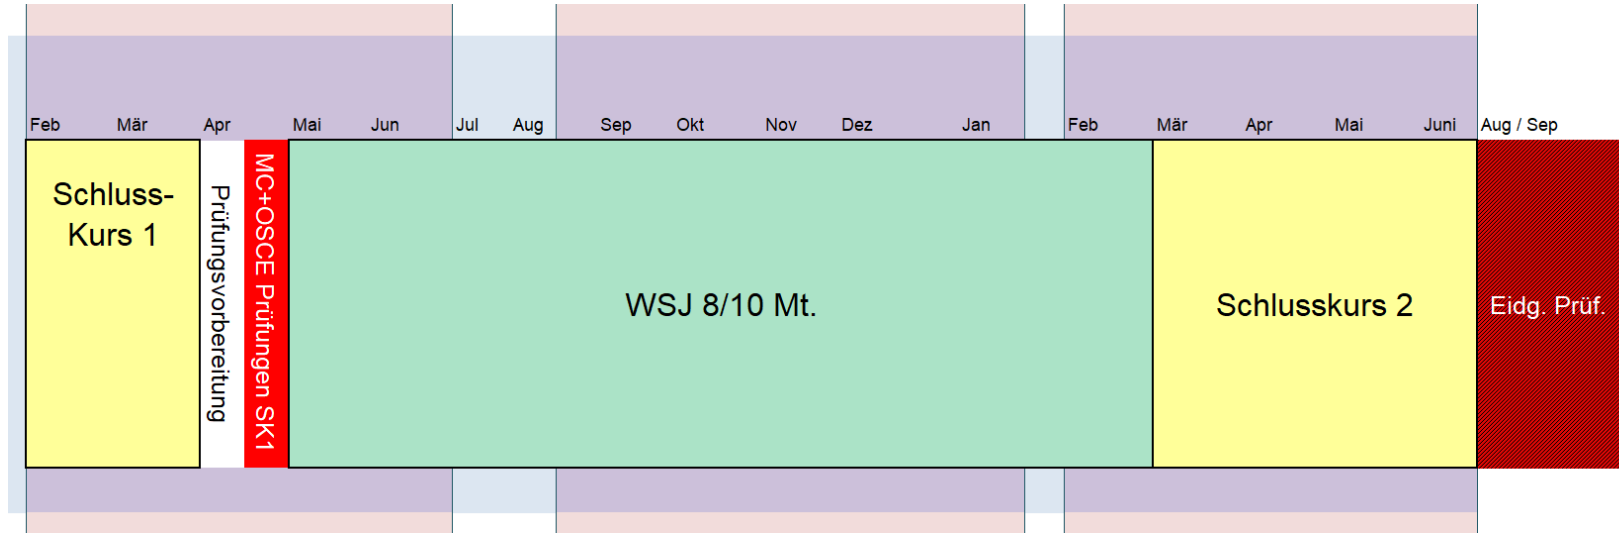 Feb Mär Apr Mai Jun Jul Aug Sep Okt Nov Dez Jan Feb Mär Apr Mai Juni Aug / Sep
Schluss-
Kurs 1
Prüfungsvorbereitung
MC+OSCE Prüfungen SK1
WSJ 8/10 Mt.
Schlusskurs 2
Eidg. Prüf.